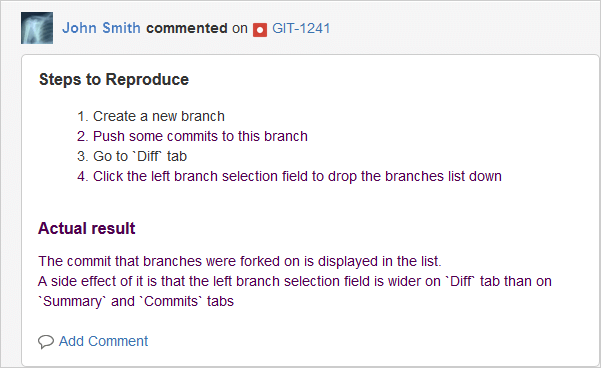 John Smith commented on GIT-1241
Steps to Reproduce
1. Create a new branch
2. Push some commits to this branch
3. Go to `Diff` tab
4. Click the left branch selection field to drop the branches list down
Actual result
The commit that branches were forked on is displayed in the list.
A side effect of it is that the left branch selection field is wider on `Diff` tab than on
`Summary` and `Commits` tabs
Add Comment